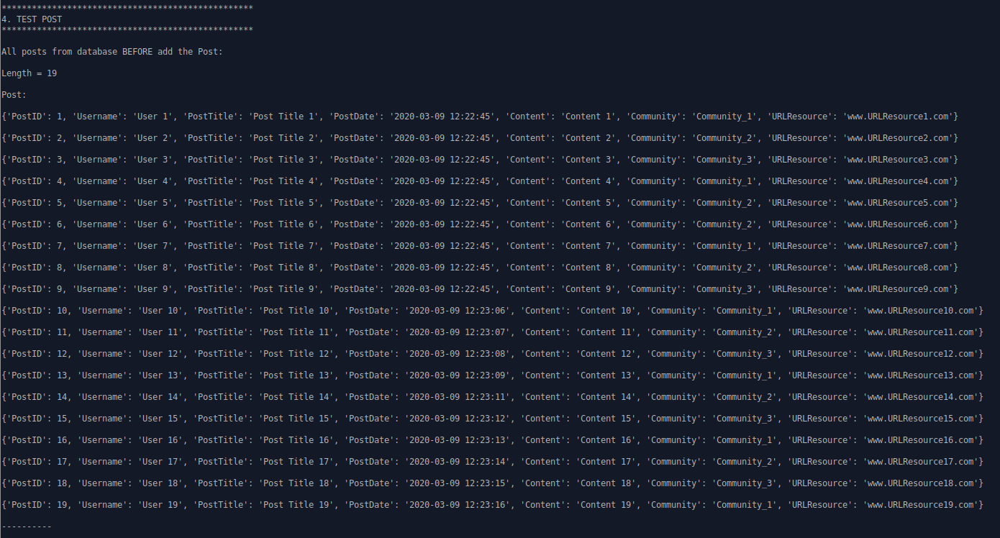 **************************************************
4. TEST POST
**************************************************
All posts from database BEFORE add the Post:
Length = 19
Post:
{'PostID': 1, 'Username': 'User 1', 'PostTitle': 'Post Title 1', 'PostDate': '2020-03-09 12:22:45', 'Content': 'Content 1', 'Community': 'Community_1', 'URLResource': 'www.URLResource1.com'}
{'PostID': 2, 'Username': 'User 2', 'PostTitle': 'Post Title 2', 'PostDate': '2020-03-09 12:22:45', 'Content': 'Content 2', 'Community': 'Community_2', 'URLResource': 'www.URLResource2.com'}
{'PostID': 3, 'Username': 'User 3', 'PostTitle': 'Post Title 3', 'PostDate': '2020-03-09 12:22:45', 'Content': 'Content 3', 'Community': 'Community_3', 'URLResource': 'www.URLResource3.com'}
{'PostID': 4, 'Username': 'User 4', 'PostTitle': 'Post Title 4', 'PostDate': '2020-03-09 12:22:45', 'Content': 'Content 4', 'Community': 'Community_1', 'URLResource': 'www.URLResource4.com'}
{'PostID': 5, 'Username': 'User 5', 'PostTitle': 'Post Title 5', 'PostDate': '2020-03-09 12:22:45', 'Content': 'Content 5', 'Community': 'Community_2', 'URLResource': 'www.URLResource5.com'}
{'PostID': 6, 'Username': 'User 6', 'PostTitle': 'Post Title 6', 'PostDate': '2020-03-09 12:22:45', 'Content': 'Content 6', 'Community': 'Community_2', 'URLResource': 'www.URLResource6.com'}
{'PostID': 7, 'Username': 'User 7', 'PostTitle': 'Post Title 7', 'PostDate': '2020-03-09 12:22:45', 'Content': 'Content 7', 'Community': 'Community_1', 'URLResource': 'www.URLResource7.com'}
{'PostID': 8, 'Username': 'User 8', 'PostTitle': 'Post Title 8', 'PostDate': '2020-03-09 12:22:45', 'Content': 'Content 8', 'Community': 'Community_2', 'URLResource': 'www.URLResource8.com'}
{'PostID': 9, 'Username': 'User 9', 'PostTitle': 'Post Title 9', 'PostDate': '2020-03-09 12:22:45', 'Content': 'Content 9', 'Community': 'Community_3', 'URLResource': 'www.URLResource9.com'}
{'PostID': 10, 'Username': 'User 10', 'PostTitle': 'Post Title 10', 'PostDate': '2020-03-09 12:23:06', 'Content': 'Content 10', 'Community': 'Community_1', 'URLResource': 'www.URLResource10.com'}
{'PostID': 11, 'Username': 'User 11', 'PostTitle': 'Post Title 11', 'PostDate': '2020-03-09 12:23:07', 'Content': 'Content 11', 'Community': 'Community_2', 'URLResource': 'www.URLResource11.com'}
{'PostID': 12, 'Username': 'User 12', 'PostTitle': 'Post Title 12', 'PostDate': '2020-03-09 12:23:08', 'Content': 'Content 12', 'Community': 'Community_3', 'URLResource': 'www.URLResource12.com'}
{'PostID': 13, 'Username': 'User 13', 'PostTitle': 'Post Title 13', 'PostDate': '2020-03-09 12:23:09', 'Content': 'Content 13', 'Community': 'Community_1', 'URLResource': 'www.URLResource13.com'}
{'PostID': 14, 'Username': 'User 14', 'PostTitle': 'Post Title 14', 'PostDate': '2020-03-09 12:23:11', 'Content': 'Content 14', 'Community': 'Community_2', 'URLResource': 'www.URLResource14.com'}
{'PostID': 15, 'Username': 'User 15', 'PostTitle': 'Post Title 15', 'PostDate': '2020-03-09 12:23:12', 'Content': 'Content 15', 'Community': 'Community_3', 'URLResource': 'www.URLResource15.com'}
{'PostID': 16, 'Username': 'User 16', 'PostTitle': 'Post Title 16', 'PostDate': '2020-03-09 12:23:13', 'Content': 'Content 16', 'Community': 'Community_1', 'URLResource': 'www.URLResource16.com'}
{'PostID': 17, 'Username': 'User 17', 'PostTitle': 'Post Title 17', 'PostDate': '2020-03-09 12:23:14', 'Content': 'Content 17', 'Community': 'Community_2', 'URLResource': 'www.URLResource17.com'}
{'PostID': 18, 'Username': 'User 18', 'PostTitle': 'Post Title 18', 'PostDate': '2020-03-09 12:23:15', 'Content': 'Content 18', 'Community': 'Community_3', 'URLResource': 'www.URLResource18.com'}
{'PostID': 19, 'Username': 'User 19', 'PostTitle': 'Post Title 19', 'PostDate': '2020-03-09 12:23:16', 'Content': 'Content 19', 'Community': 'Community_1', 'URLResource': 'www.URLResource19.com'}
----------